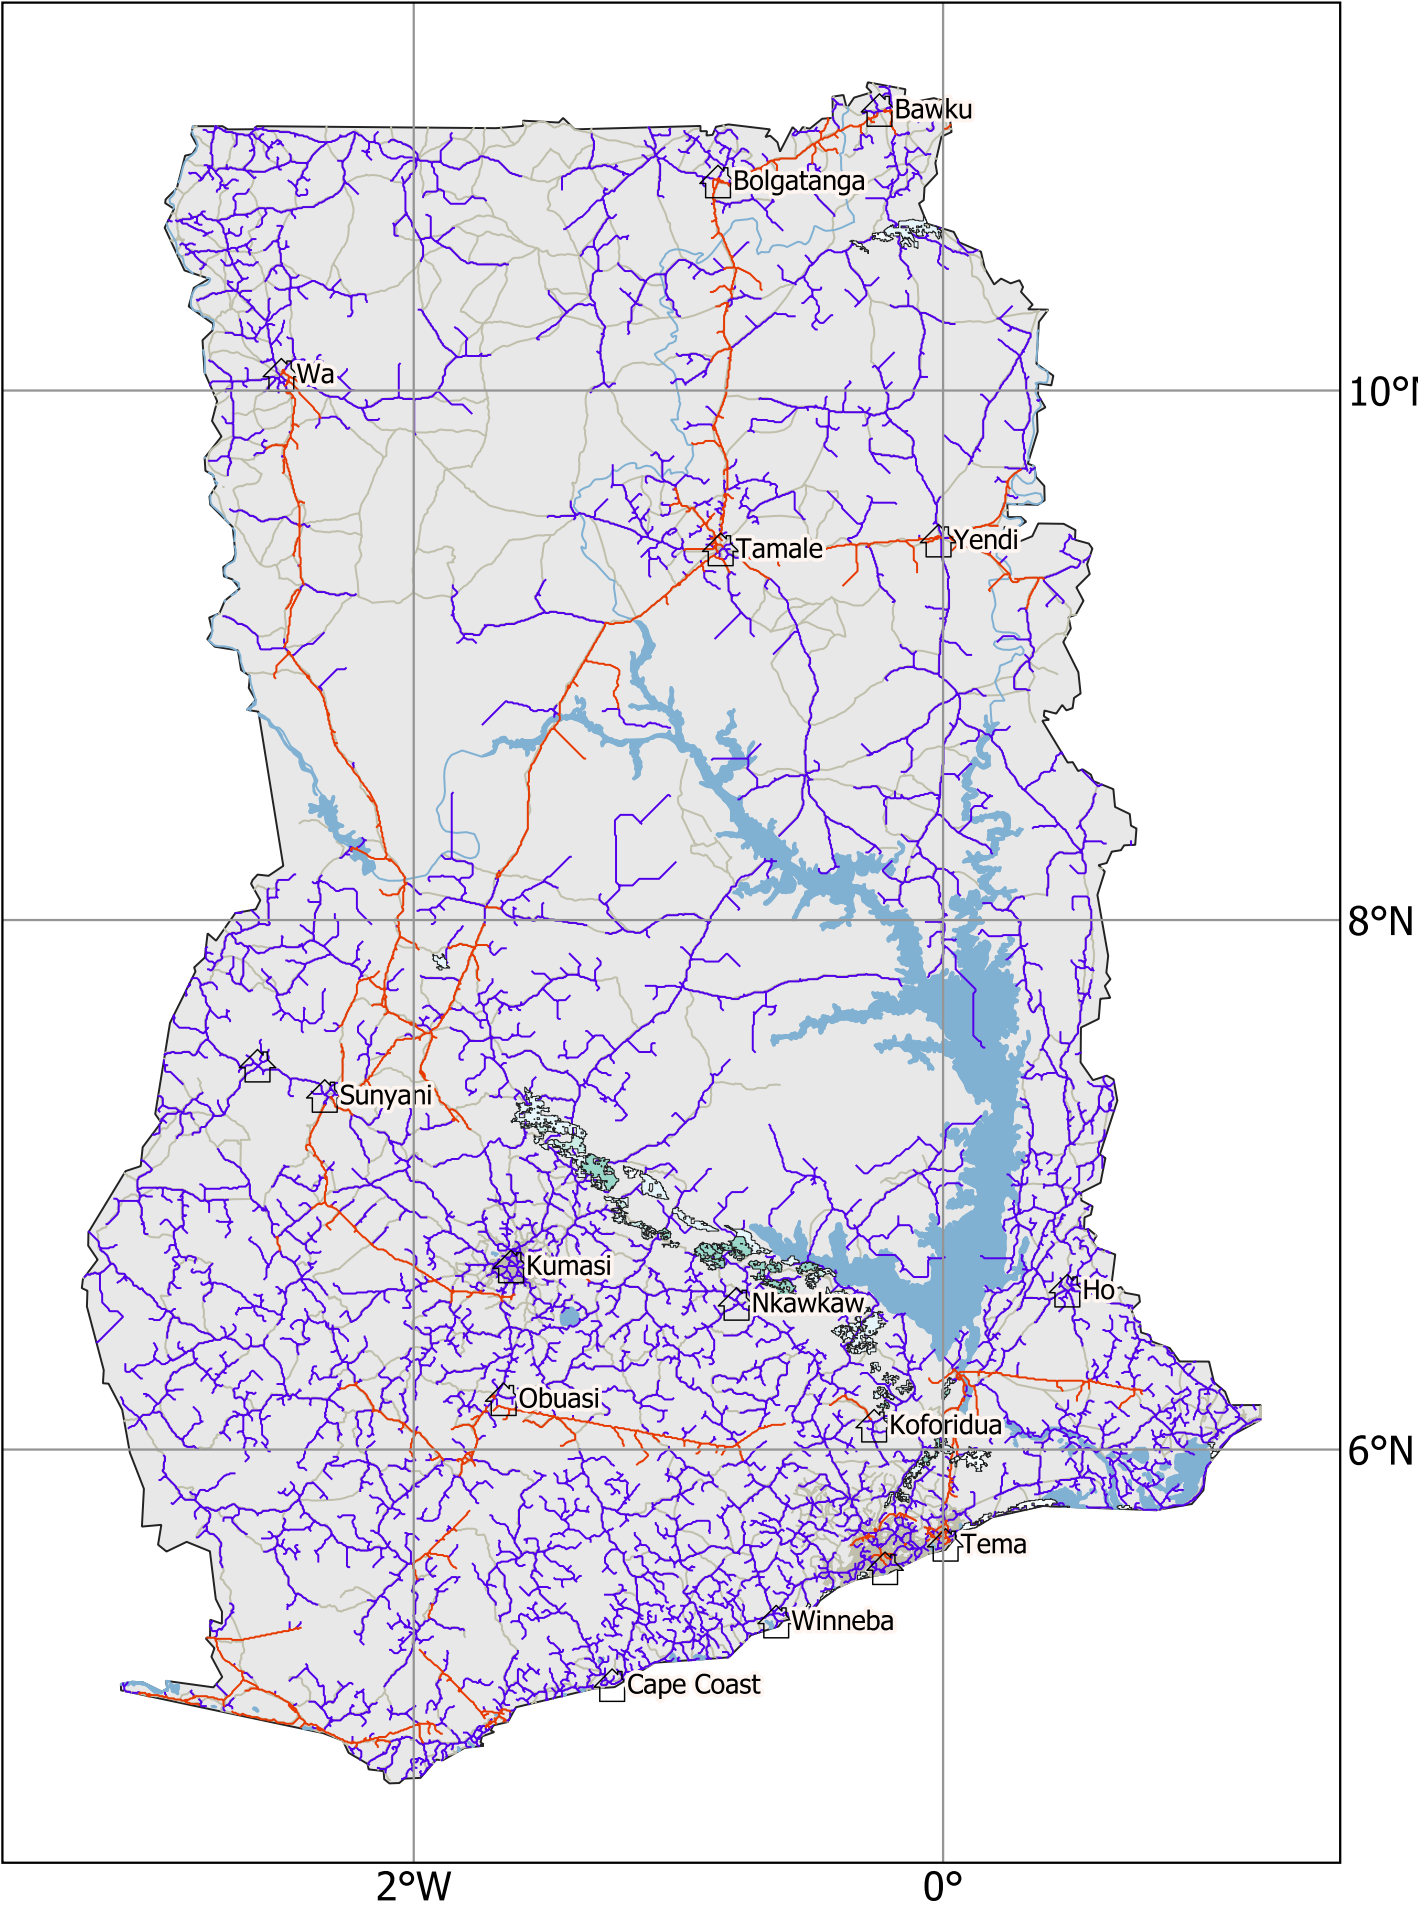 Bawku
Bolgatanga
Wa
10°N
Tamale
Yendi
8°N
Sunyani
Kumasi
Ho
Nkawkaw
Obuasi
Koforidua
6°N
Tema
Winneba
Cape Coast
2°W
0°